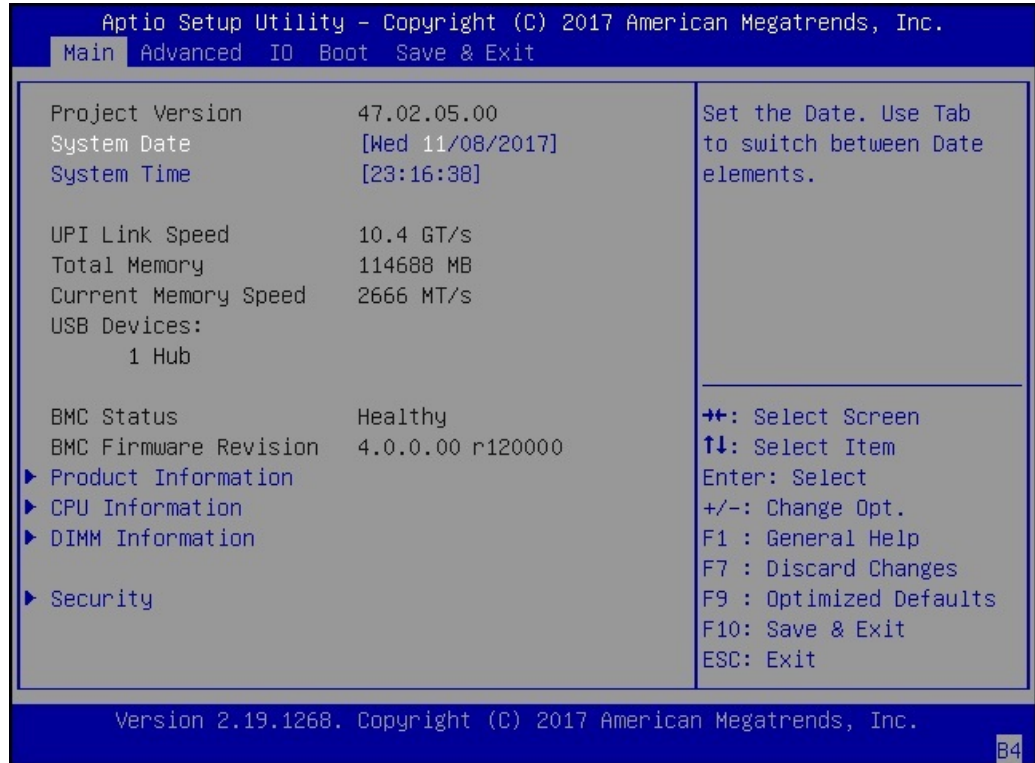 Aptio Setup Utility – Copyright (C) 2017 American Megatrends, Inc.
Main Advanced IO Boot Save & Exit
Project Version 47.02.05.00
System Date [Wed 11/08/2017]
System Time [23:16:38]
UPI Link Speed 10.4 GT/s
Total Memory 114688 MB
Current Memory Speed 2666 MT/s
USB Devices:
1 Hub
BMC Status Healthy
BMC Firmware Revision 4.0.0.00 r120000
▶ Product Information
▶ CPU Information
▶ DIMM Information
▶ Security
Set the Date. Use Tab
to switch between Date
elements.
→←: Select Screen
↑↓: Select Item
Enter: Select
+/-: Change Opt.
F1 : General Help
F7 : Discard Changes
F9 : Optimized Defaults
F10: Save & Exit
ESC: Exit
Version 2.19.1268. Copyright (C) 2017 American Megatrends, Inc.
B4